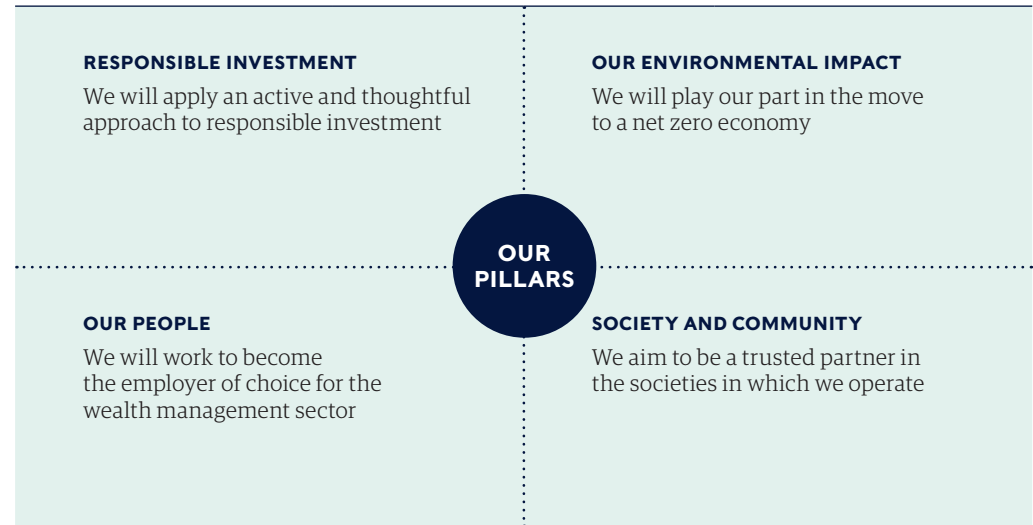 RESPONSIBLE INVESTMENT
We will apply an active and thoughtful
approach to responsible investment
OUR ENVIRONMENTAL IMPACT
We will play our part in the move
to a net zero economy
OUR
PILLARS
OUR PEOPLE
We will work to become
the employer of choice for the
wealth management sector
SOCIETY AND COMMUNITY
We aim to be a trusted partner in
the societies in which we operate